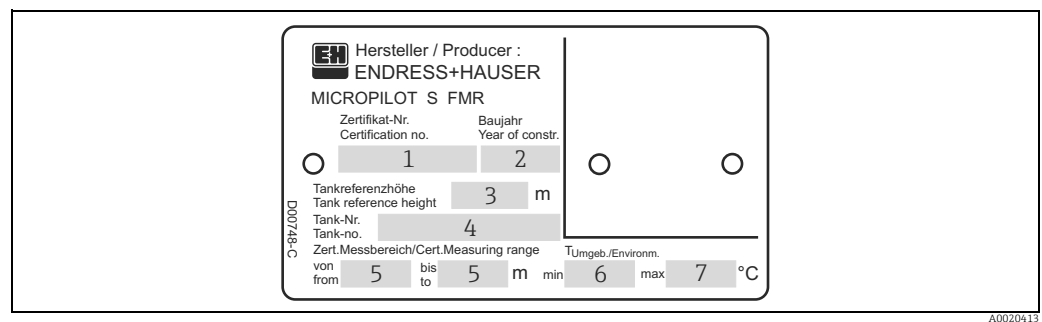 E+H Hersteller / Producer :
ENDRESS+HAUSER
MICROPILOT S FMR
Zertifikat-Nr. Baujahr
Certification no. Year of constr.
1 2
Tankreferenzhöhe
Tank reference height 3 m
Tank-Nr.
Tank-no. 4
D00748-C
Zert.Messbereich/Cert.Measuring range TUmgeb./Environm.
von 5 bis 5 m min 6 max 7 °C
from to
A0020413